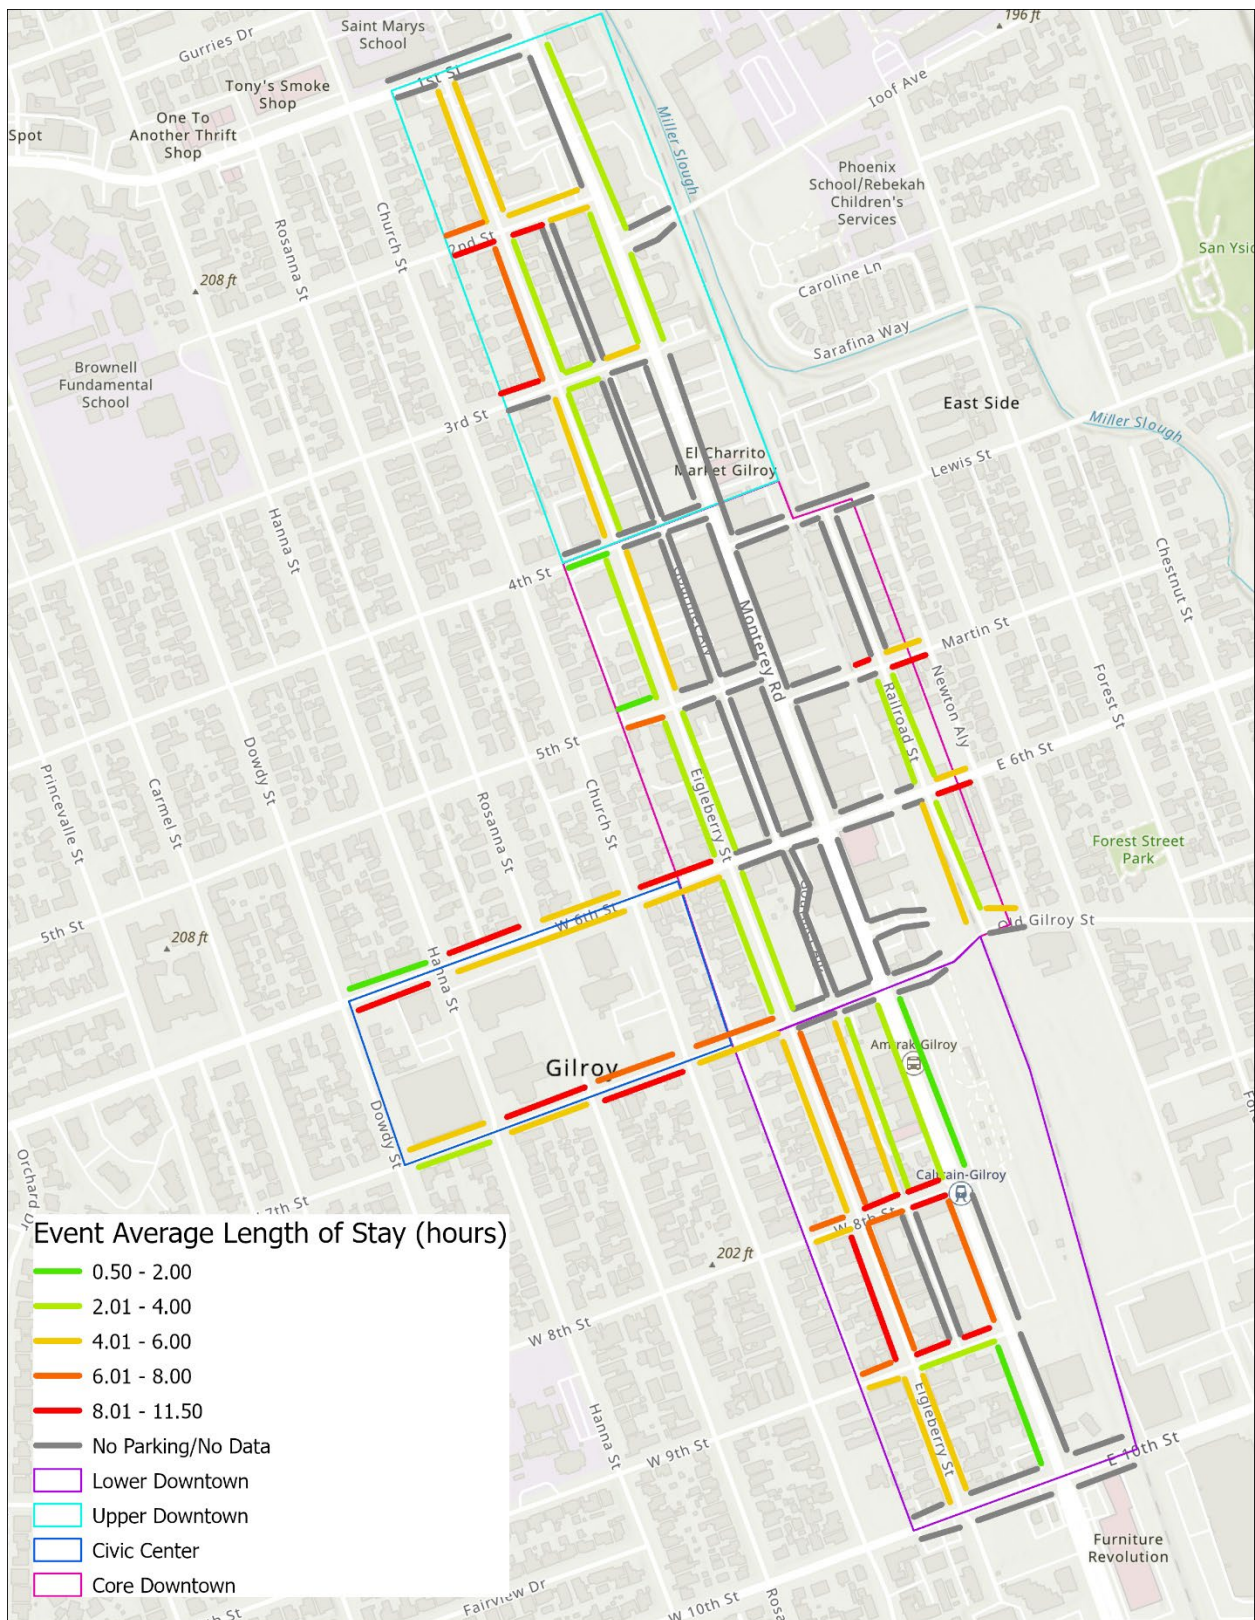 196 ft
Saint Marys
School
Gurries Dr
1st St
Tony's Smoke
Shop
Ioof Ave
Spot
One To
Another Thrift
Shop
Miller Slough
Phoenix
School/Rebekah
Children's
Services
Church St
Rosanna St
2nd St
San Ysid
208 ft
Caroline Ln
Sarafina Way
Brownell
Fundamental
School
East Side
3rd St
Miller Slough
El Charrito
Market Gilroy
Lewis St
Hanna St
4th St
Chestnut St
Monterey Rd
Martin St
Newton Aly
Forest St
Railroad St
5th St
E 6th St
Dowdy St
Princevalle St
Carmel St
Rosanna St
Church St
Eigleberry St
Forest Street
Park
W 6th St
Old Gilroy St
5th St
208 ft
Hanna St
Amtrak-Gilroy
Gilroy
Dowdy St
Caltrain-Gilroy
Orchard Dr
7th St
W 8th St
202 ft
W 8th St
Hanna St
Eigleberry St
W 9th St
E 10th St
Furniture
Revolution
Fairview Dr
W 10th St
Event Average Length of Stay (hours)
0.50 - 2.00
2.01 - 4.00
4.01 - 6.00
6.01 - 8.00
8.01 - 11.50
No Parking/No Data
Lower Downtown
Upper Downtown
Civic Center
Core Downtown